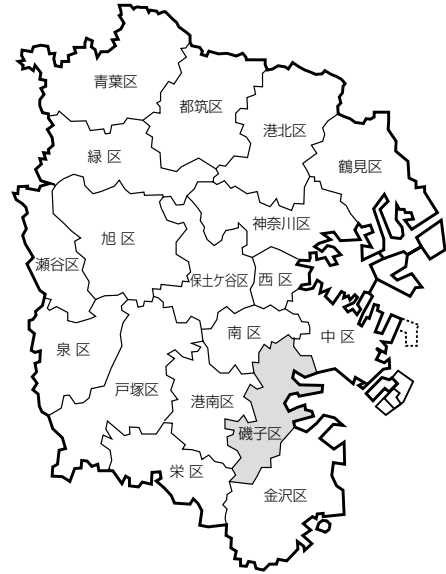 青葉区
都筑区
港北区
緑 区
鶴見区
神奈川区
旭 区
瀬谷区
保土ケ谷区
西 区
南 区
中 区
泉 区
戸塚区
港南区
磯子区
栄 区
金沢区